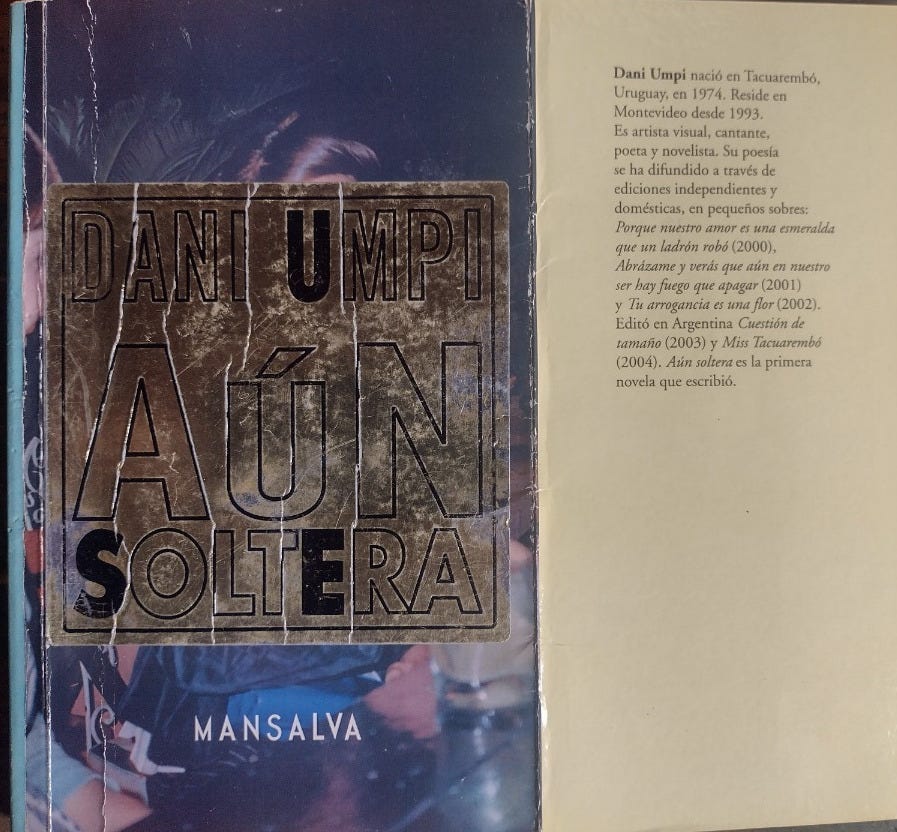 DANI UMPI
AÚN
SOLTERA
MANSALVA
Dani Umpi nació en Tacuarembó,
Uruguay, en 1974. Reside en
Montevideo desde 1993.
Es artista visual, cantante,
poeta y novelista. Su poesía
se ha difundido a través de
ediciones independientes y
domésticas, en pequeños sobres:
Porque nuestro amor es una esmeralda
que un ladrón robó (2000),
Abrázame y verás que aún en nuestro
ser hay fuego que apagar (2001)
y Tu arrogancia es una flor (2002).
Editó en Argentina Cuestión de
tamaño (2003) y Miss Tacuarembó
(2004). Aún soltera es la primera
novela que escribió.